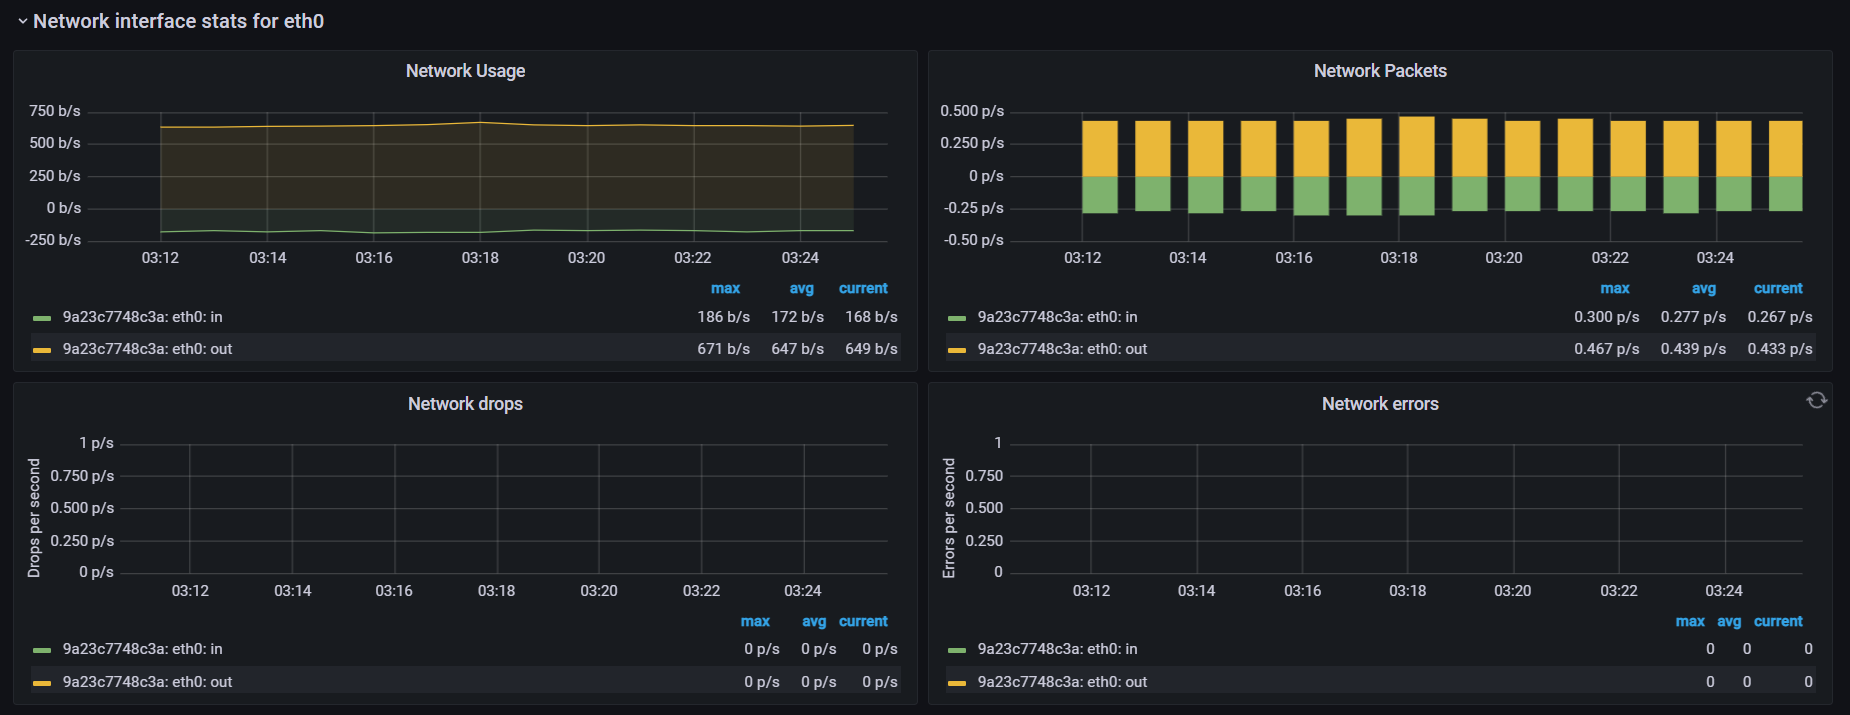 Network interface stats for eth0
Network Usage
750 b/s
500 b/s
250 b/s
0 b/s
-250 b/s
03:12 03:14 03:16 03:18 03:20 03:22 03:24
max avg current
9a23c7748c3a: eth0: in 186 b/s 172 b/s 168 b/s
9a23c7748c3a: eth0: out 671 b/s 647 b/s 649 b/s
Network Packets
0.500 p/s
0.250 p/s
0 p/s
-0.25 p/s
-0.50 p/s
03:12 03:14 03:16 03:18 03:20 03:22 03:24
max avg current
9a23c7748c3a: eth0: in 0.300 p/s 0.277 p/s 0.267 p/s
9a23c7748c3a: eth0: out 0.467 p/s 0.439 p/s 0.433 p/s
Network drops
Drops per second
1 p/s
0.750 p/s
0.500 p/s
0.250 p/s
0 p/s
03:12 03:14 03:16 03:18 03:20 03:22 03:24
max avg current
9a23c7748c3a: eth0: in 0 p/s 0 p/s 0 p/s
9a23c7748c3a: eth0: out 0 p/s 0 p/s 0 p/s
Network errors
Errors per second
1
0.750
0.500
0.250
0
03:12 03:14 03:16 03:18 03:20 03:22 03:24
max avg current
9a23c7748c3a: eth0: in 0 0 0
9a23c7748c3a: eth0: out 0 0 0